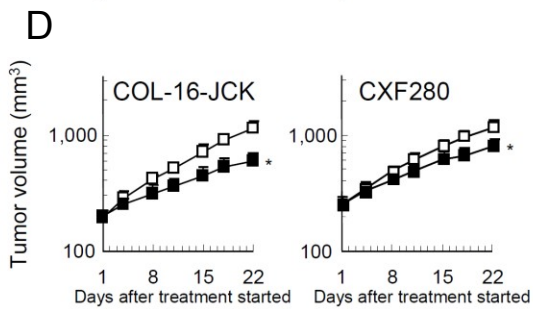 D
COL-16-JCK
CXF280
Tumor volume (mm³)
1,000
100
1,000
100
*
*
1 8 15 22
1 8 15 22
Days after treatment started
Days after treatment started